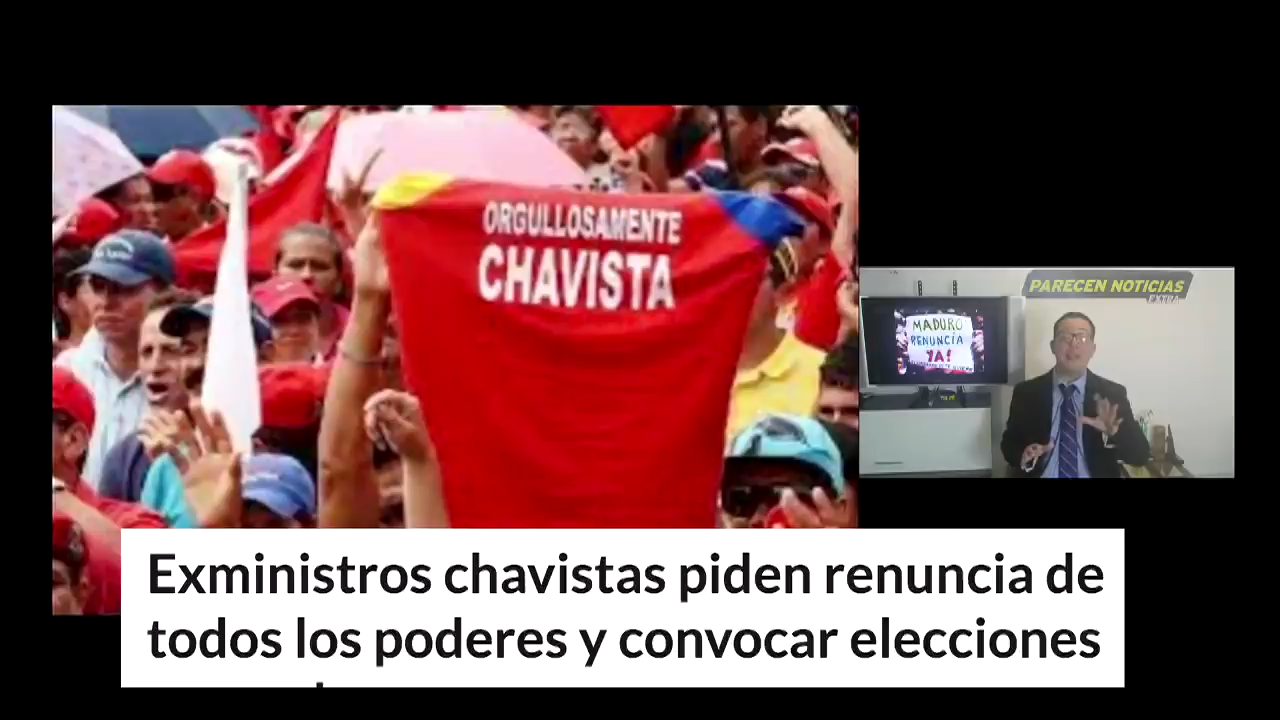 ORGULLOSAMENTE
CHAVISTA
PARECEN NOTICIAS
EXTRA
MADURO
RENUNCIA
YA!
Exministros chavistas piden renuncia de
todos los poderes y convocar elecciones